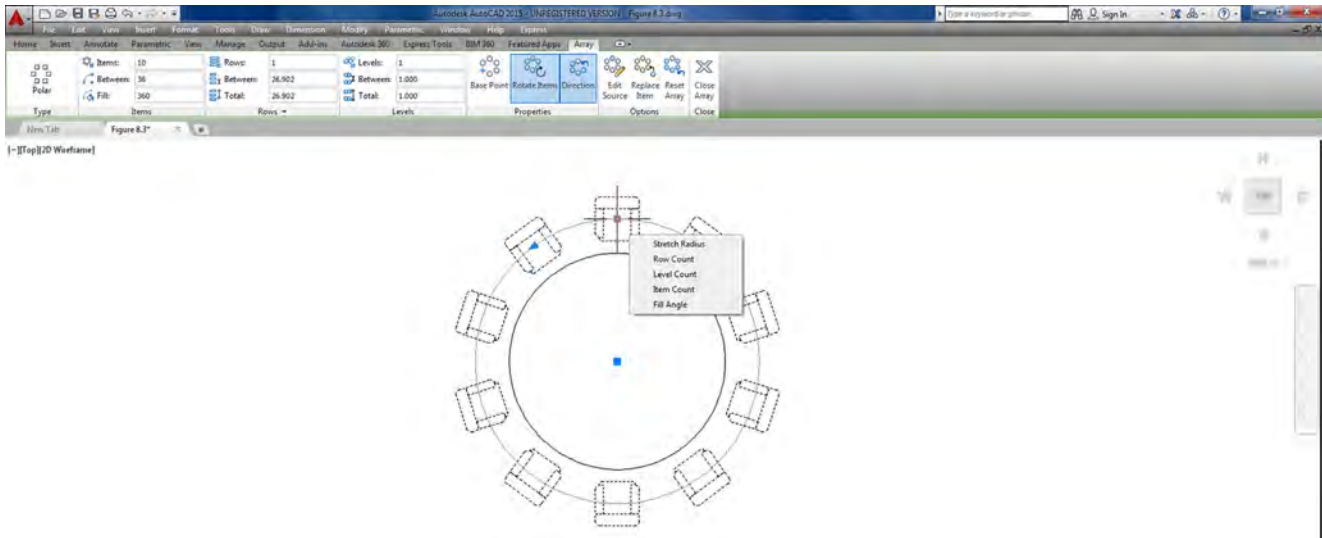 Autodesk AutoCAD 2015 - UNREGISTERED VERSION Figure 8.3.dwg Type a keyword or phrase Sign In
File Edit View Insert Format Tools Draw Dimension Modify Parametric Window Help Express
Home Insert Annotate Parametric View Manage Output Add-ins Autodesk 360 Express Tools BIM 360 Featured Apps Array
Items: 10 Rows: 1 Levels: 1
Between: 36 Between: 26.902 Between: 1.000
Fill: 360 Total: 26.902 Total: 1.000
Polar Base Point Rotate Items Direction Edit Source Replace Item Reset Array Close Array
Type Items Rows Levels Properties Options Close
New Tab Figure 8.3*
[−][Top][2D Wireframe]
Stretch Radius
Row Count
Level Count
Item Count
Fill Angle
W TOP